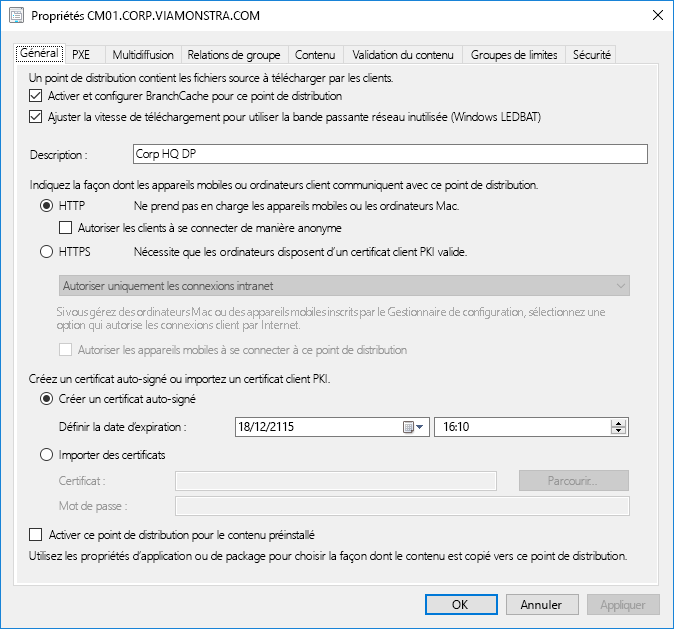 Propriétés CM01.CORP.VIAMONSTRA.COM
Général PXE Multidiffusion Relations de groupe Contenu Validation du contenu Groupes de limites Sécurité
Un point de distribution contient les fichiers source à télécharger par les clients.
Activer et configurer BranchCache pour ce point de distribution
Ajuster la vitesse de téléchargement pour utiliser la bande passante réseau inutilisée (Windows LEDBAT)
Description : Corp HQ DP
Indiquez la façon dont les appareils mobiles ou ordinateurs client communiquent avec ce point de distribution.
HTTP Ne prend pas en charge les appareils mobiles ou les ordinateurs Mac.
Autoriser les clients à se connecter de manière anonyme
HTTPS Nécessite que les ordinateurs disposent d'un certificat client PKI valide.
Autoriser uniquement les connexions intranet
Si vous gérez des ordinateurs Mac ou des appareils mobiles inscrits par le Gestionnaire de configuration, sélectionnez une
option qui autorise les connexions client par Internet.
Autoriser les appareils mobiles à se connecter à ce point de distribution
Créez un certificat auto-signé ou importez un certificat client PKI.
Créer un certificat auto-signé
Définir la date d'expiration : 18/12/2115 16:10
Importer des certificats
Certificat : Parcourir...
Mot de passe :
Activer ce point de distribution pour le contenu préinstallé
Utilisez les propriétés d'application ou de package pour choisir la façon dont le contenu est copié vers ce point de distribution.
OK Annuler Appliquer